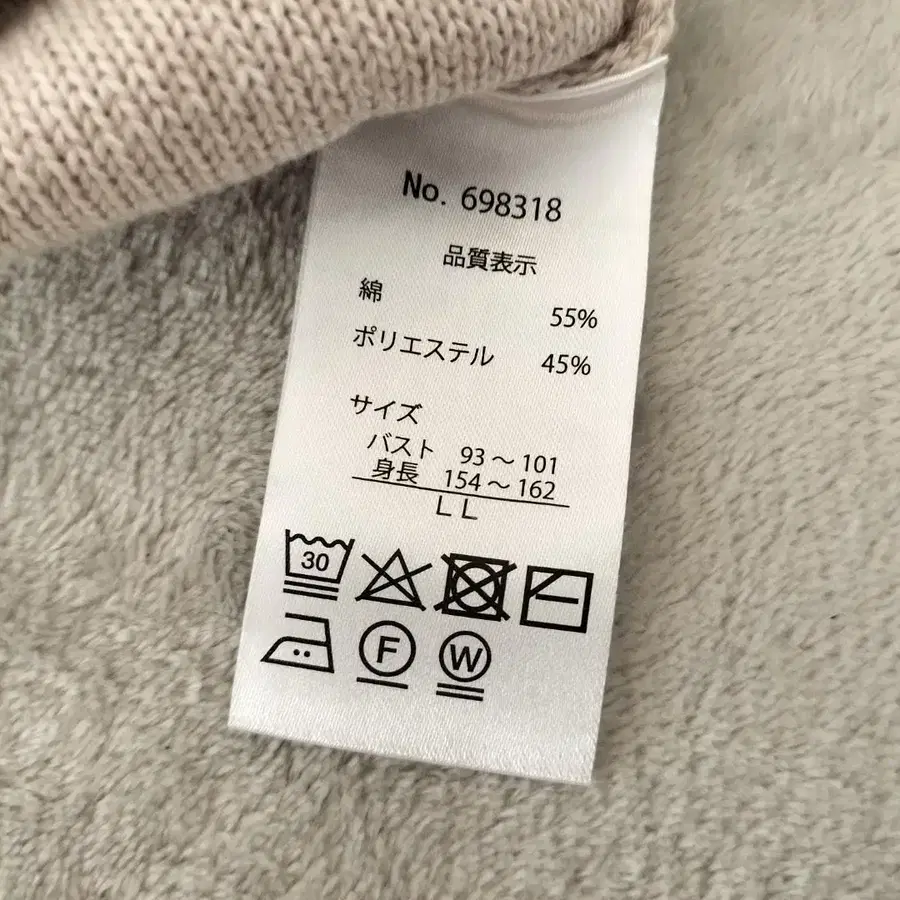 No. 698318
品質表示
綿 55%
ポリエステル 45%
サイズ
バスト 93～101
身長 154～162
LL
30
F W